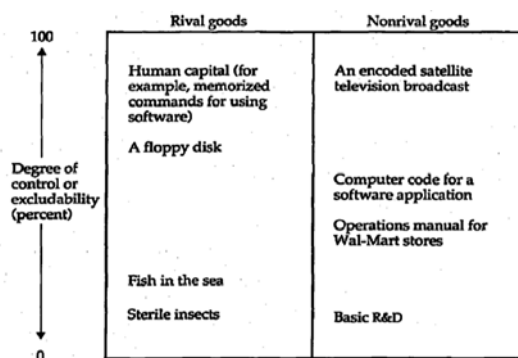 Rival goods
Nonrival goods
100
Human capital (for
example, memorized
commands for using
software)
An encoded satellite
television broadcast
A floppy disk
Degree of
control or
excludability
(percent)
Computer code for a
software application
Operations manual for
Wal-Mart stores
Fish in the sea
Sterile insects
Basic R&D
0